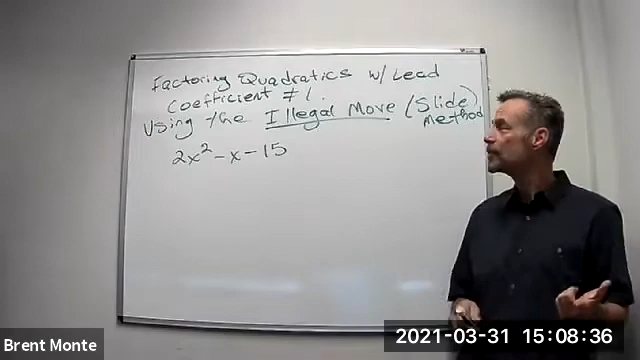 Factoring Quadratics w/ Lead
Coefficient ≠ 1.
Using the Illegal Move (Slide)
method
2x² - x - 15
Brent Monte
2021-03-31 15:08:36